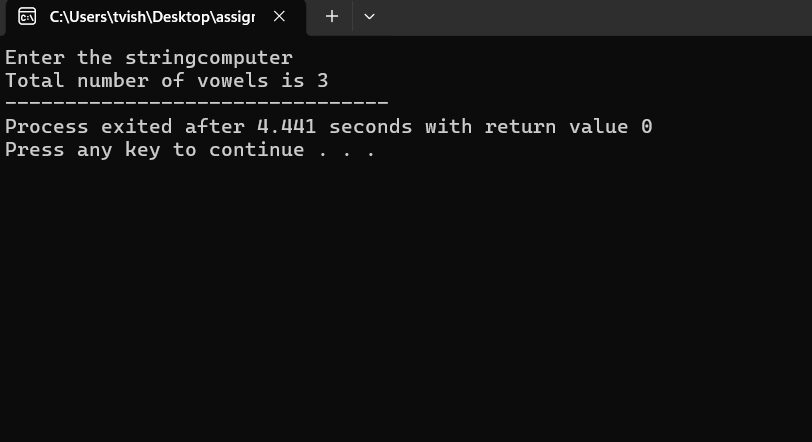 C:\Users\tvish\Desktop\assign
Enter the stringcomputer
Total number of vowels is 3
--------------------------------
Process exited after 4.441 seconds with return value 0
Press any key to continue . . .